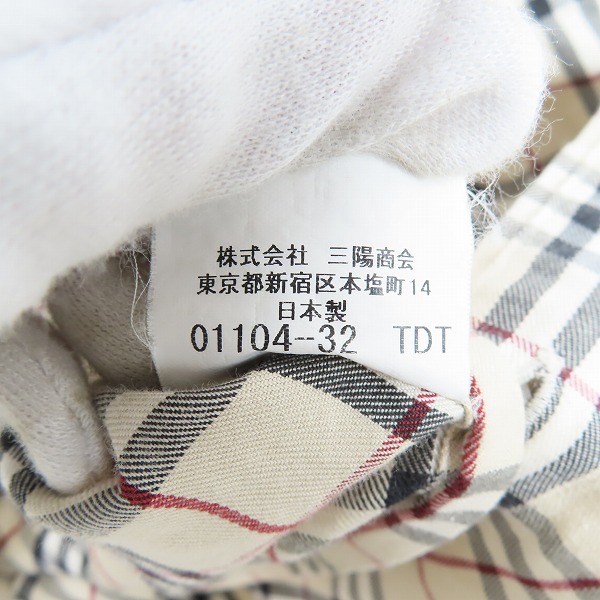 株式会社 三陽商会
東京都新宿区本塩町14
日本製
01104--32 TDT